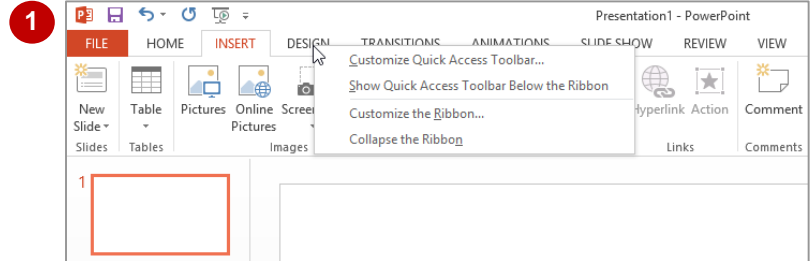 1
Presentation1 - PowerPoint
FILE HOME INSERT DESIGN TRANSITIONS ANIMATIONS SLIDE SHOW REVIEW VIEW
Customize Quick Access Toolbar...
Show Quick Access Toolbar Below the Ribbon
Customize the Ribbon...
Collapse the Ribbon
New Slide
Table
Pictures
Online Pictures
Hyperlink
Action
Comment
Slides Tables Images Links Comments
1